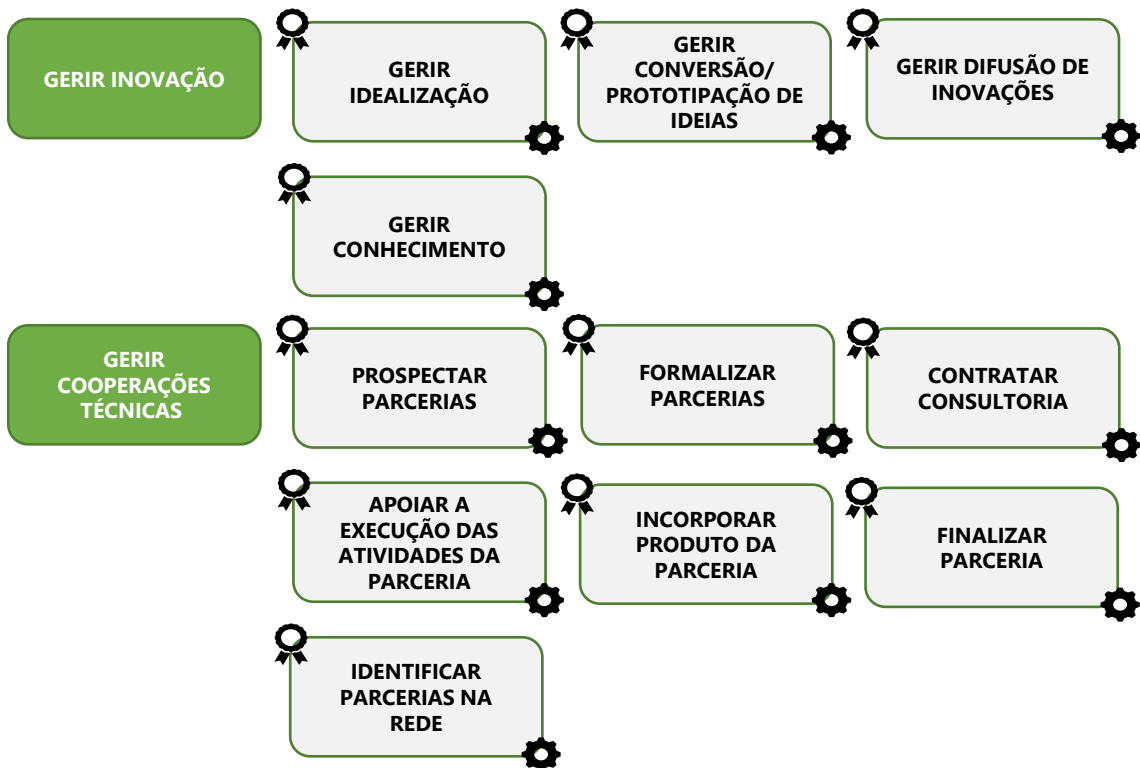 GERIR INOVAÇÃO
GERIR
IDEALIZAÇÃO
GERIR
CONVERSÃO/
PROTOTIPAÇÃO DE
IDEIAS
GERIR DIFUSÃO DE
INOVAÇÕES
GERIR
CONHECIMENTO
GERIR
COOPERAÇÕES
TÉCNICAS
PROSPECTAR
PARCERIAS
FORMALIZAR
PARCERIAS
CONTRATAR
CONSULTORIA
APOIAR A
EXECUÇÃO DAS
ATIVIDADES DA
PARCERIA
INCORPORAR
PRODUTO DA
PARCERIA
FINALIZAR
PARCERIA
IDENTIFICAR
PARCERIAS NA
REDE